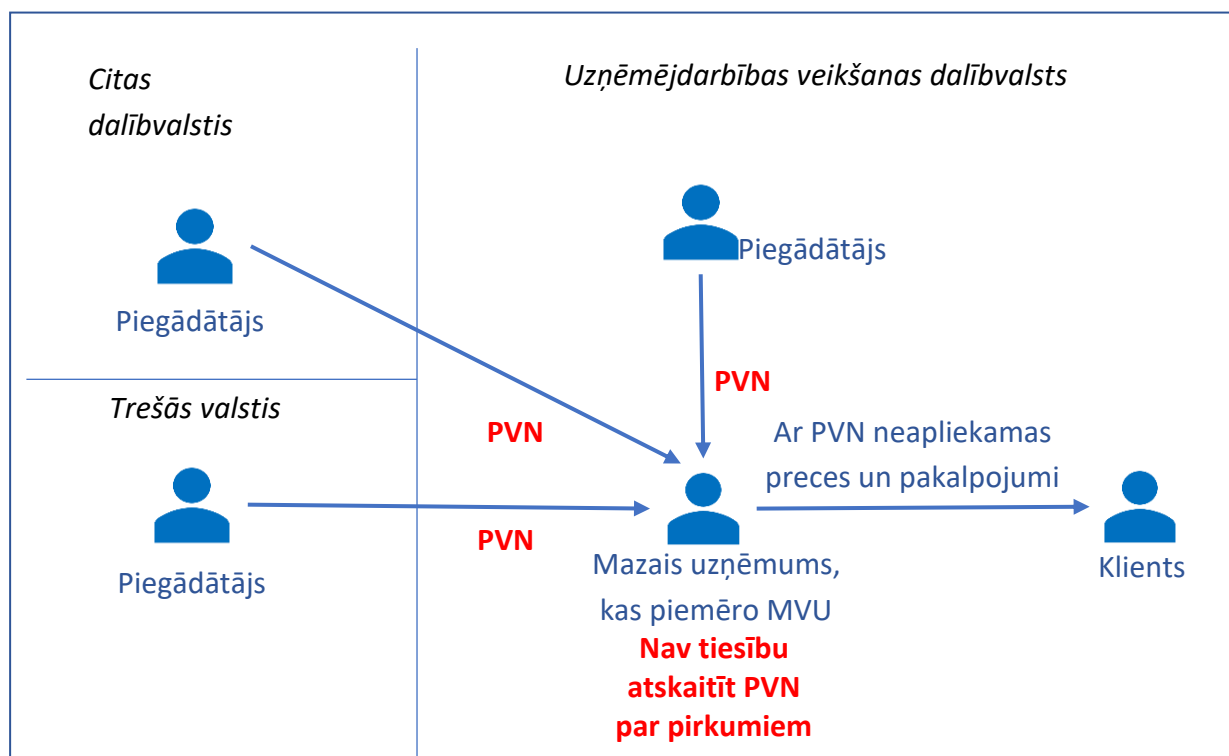 Citas
dalībvalstis
Uzņēmējdarbības veikšanas dalībvalsts
Piegādātājs
Piegādātājs
Trešās valstis
PVN
PVN
Ar PVN neapliekamas
preces un pakalpojumi
PVN
Piegādātājs
Mazais uzņēmums,
kas piemēro MVU
Nav tiesību
atskaitīt PVN
par pirkumiem
Klients